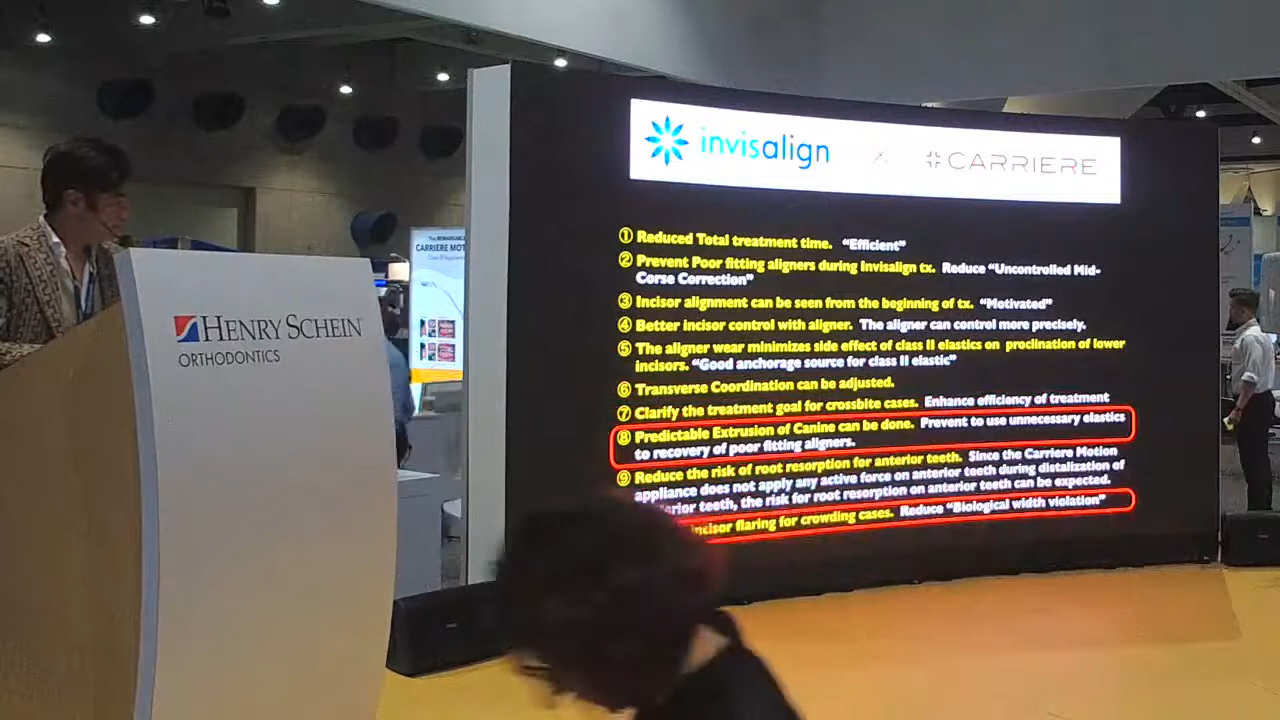 invisalign × CARRIERE
① Reduced Total treatment time. “Efficient”
② Prevent Poor fitting aligners during Invisalign tx. Reduce “Uncontrolled Mid-
Corse Correction”
③ Incisor alignment can be seen from the beginning of tx. “Motivated”
④ Better incisor control with aligner. The aligner can control more precisely.
⑤ The aligner wear minimizes side effect of class II elastics on proclination of lower
incisors. “Good anchorage source for class II elastic”
⑥ Transverse Coordination can be adjusted.
⑦ Clarify the treatment goal for crossbite cases. Enhance efficiency of treatment
⑧ Predictable Extrusion of Canine can be done. Prevent to use unnecessary elastics
to recovery of poor fitting aligners.
⑨ Reduce the risk of root resorption for anterior teeth. Since the Carriere Motion
appliance does not apply any active force on anterior teeth during distalization of
teeth, the risk for root resorption on anterior teeth can be expected.
incisor flaring for crowding cases. Reduce “Biological width violation”
HENRY SCHEIN
ORTHODONTICS
CARRIERE MOT